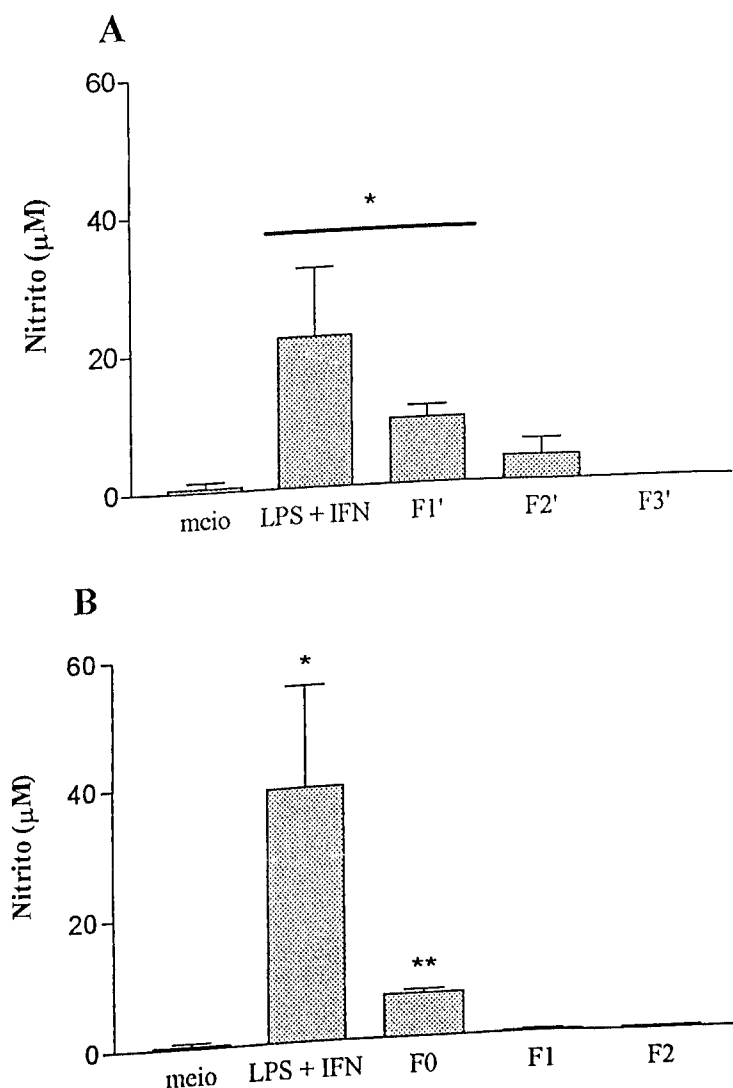 A
60
40
20
0
Nitrito (μM)
*
meio LPS + IFN F1' F2' F3'
B
60
40
20
0
Nitrito (μM)
*
**
meio LPS + IFN F0 F1 F2